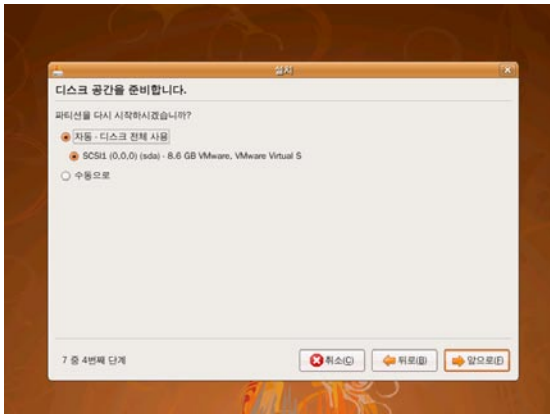 설치
디스크 공간을 준비합니다.
파티션을 다시 시작하시겠습니까?
자동 - 디스크 전체 사용
SCSI1 (0,0,0) (sda) - 8.6 GB VMware, VMware Virtual S
수동으로
7 중 4번째 단계
취소(C)
뒤로(B)
앞으로(F)